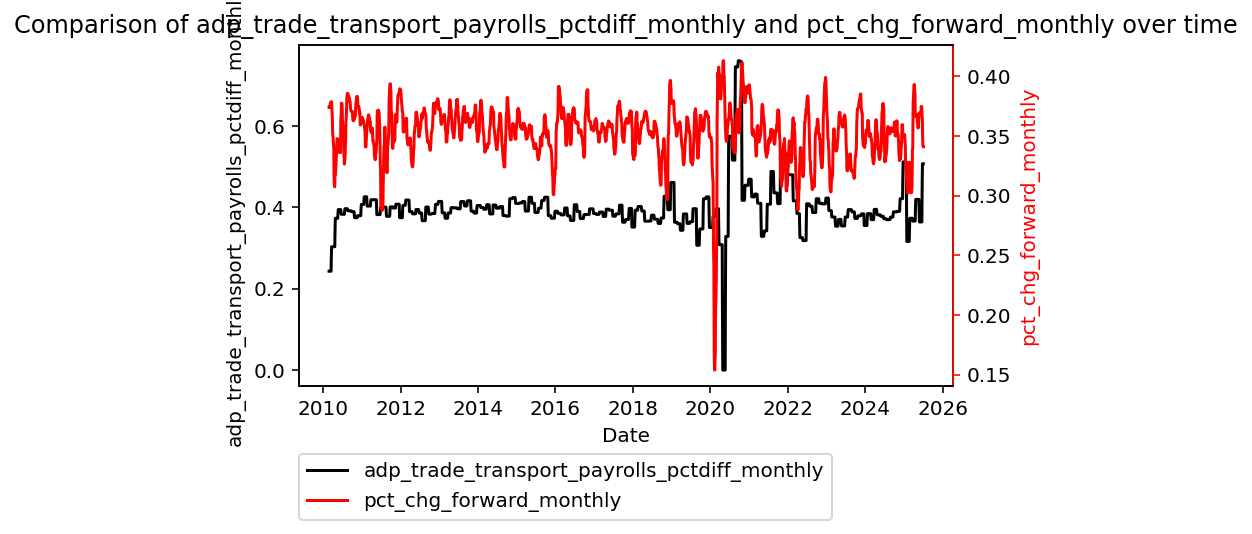 Comparison of adp_trade_transport_payrolls_pctdiff_monthly and pct_chg_forward_monthly over time
adp_trade_transport_payrolls_pctdiff_monthly
0.6
0.4
0.2
0.0
0.40
0.35
0.30
0.25
0.20
0.15
pct_chg_forward_monthly
2010 2012 2014 2016 2018 2020 2022 2024 2026
Date
adp_trade_transport_payrolls_pctdiff_monthly
pct_chg_forward_monthly